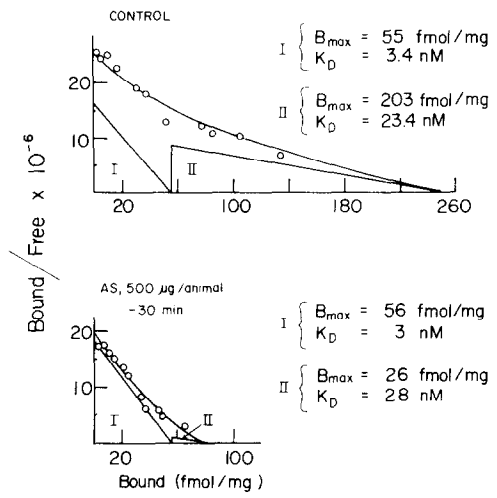 CONTROL
I { Bmax = 55 fmol/mg
KD = 3.4 nM
II { Bmax = 203 fmol/mg
KD = 23.4 nM
20
10
I
II
20 100 180 260
Bound / Free x 10-6
AS, 500 µg/animal
-30 min
I { Bmax = 56 fmol/mg
KD = 3 nM
II { Bmax = 26 fmol/mg
KD = 28 nM
20
10
I
II
20 100
Bound (fmol/mg)